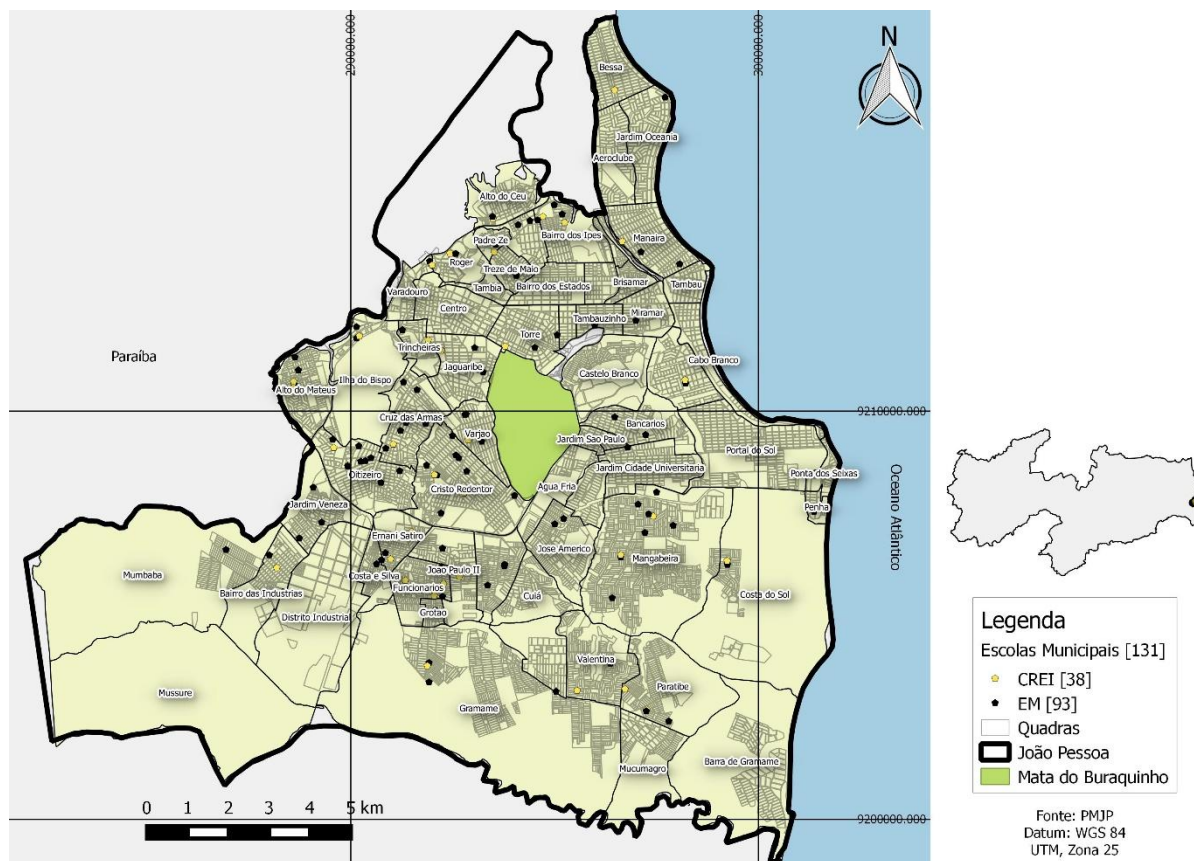 290000.000
300000.000
N
Bessa
Jardim Oceania
Aeroclube
Alto do Ceu
Padre Ze
Bairro dos Ipes
Manaira
Roger
Treze de Maio
Tambia
Bairro dos Estados
Brisamar
Tambau
Varadouro
Centro
Tambauzinho
Miramar
Torre
Trincheiras
Paraíba
Jaguaribe
Cabo Branco
Castelo Branco
Ilha do Bispo
Alto do Mateus
Cruz das Armas
9210000.000
Bancarios
Varjao
Jardim Sao Paulo
Portal do Sol
Jardim Cidade Universitaria
Ponta dos Seixas
Oitizeiro
Cristo Redentor
Agua Fria
Oceano Atlântico
Jardim Veneza
Penha
Ernani Satiro
Jose Americo
Mangabeira
Mumbaba
Costa e Silva
Joao Paulo II
Funcionarios
Bairro das Industrias
Cuiá
Costa do Sol
Distrito Industrial
Grotao
Valentina
Paratibe
Mussure
Gramame
Mucumagro
Barra de Gramame
0 1 2 3 4 5 km
9200000.000
Legenda
Escolas Municipais [131]
CREI [38]
EM [93]
Quadras
João Pessoa
Mata do Buraquinho
Fonte: PMJP
Datum: WGS 84
UTM, Zona 25